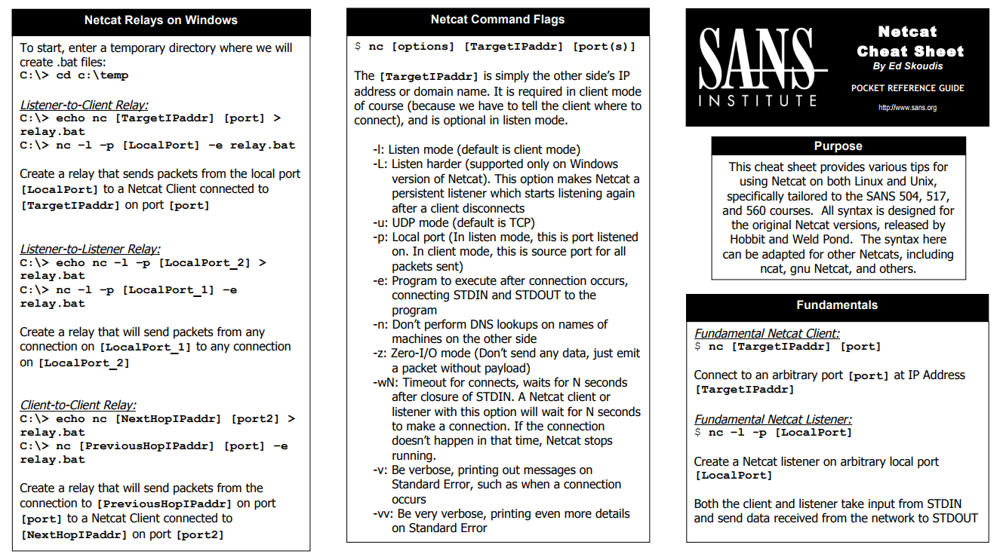 Netcat Relays on Windows
To start, enter a temporary directory where we will
create .bat files:
C:\> cd c:\temp
Listener-to-Client Relay:
C:\> echo nc [TargetIPaddr] [port] >
relay.bat
C:\> nc –l –p [LocalPort] –e relay.bat
Create a relay that sends packets from the local port
[LocalPort] to a Netcat Client connected to
[TargetIPaddr] on port [port]
Listener-to-Listener Relay:
C:\> echo nc –l –p [LocalPort_2] >
relay.bat
C:\> nc –l –p [LocalPort_1] –e
relay.bat
Create a relay that will send packets from any
connection on [LocalPort_1] to any connection
on [LocalPort_2]
Client-to-Client Relay:
C:\> echo nc [NextHopIPaddr] [port2] >
relay.bat
C:\> nc [PreviousHopIPaddr] [port] –e
relay.bat
Create a relay that will send packets from the
connection to [PreviousHopIPaddr] on port
[port] to a Netcat Client connected to
[NextHopIPaddr] on port [port2]
Netcat Command Flags
$ nc [options] [TargetIPaddr] [port(s)]
The [TargetIPaddr] is simply the other side’s IP
address or domain name. It is required in client mode
of course (because we have to tell the client where to
connect), and is optional in listen mode.
-l: Listen mode (default is client mode)
-L: Listen harder (supported only on Windows
version of Netcat). This option makes Netcat a
persistent listener which starts listening again
after a client disconnects
-u: UDP mode (default is TCP)
-p: Local port (In listen mode, this is port listened
on. In client mode, this is source port for all
packets sent)
-e: Program to execute after connection occurs,
connecting STDIN and STDOUT to the
program
-n: Don’t perform DNS lookups on names of
machines on the other side
-z: Zero-I/O mode (Don’t send any data, just emit
a packet without payload)
-wN: Timeout for connects, waits for N seconds
after closure of STDIN. A Netcat client or
listener with this option will wait for N seconds
to make a connection. If the connection
doesn’t happen in that time, Netcat stops
running.
-v: Be verbose, printing out messages on
Standard Error, such as when a connection
occurs
-vv: Be very verbose, printing even more details
on Standard Error
SANS
INSTITUTE
Netcat
Cheat Sheet
By Ed Skoudis
POCKET REFERENCE GUIDE
http://www.sans.org
Purpose
This cheat sheet provides various tips for
using Netcat on both Linux and Unix,
specifically tailored to the SANS 504, 517,
and 560 courses. All syntax is designed for
the original Netcat versions, released by
Hobbit and Weld Pond. The syntax here
can be adapted for other Netcats, including
ncat, gnu Netcat, and others.
Fundamentals
Fundamental Netcat Client:
$ nc [TargetIPaddr] [port]
Connect to an arbitrary port [port] at IP Address
[TargetIPaddr]
Fundamental Netcat Listener:
$ nc –l -p [LocalPort]
Create a Netcat listener on arbitrary local port
[LocalPort]
Both the client and listener take input from STDIN
and send data received from the network to STDOUT